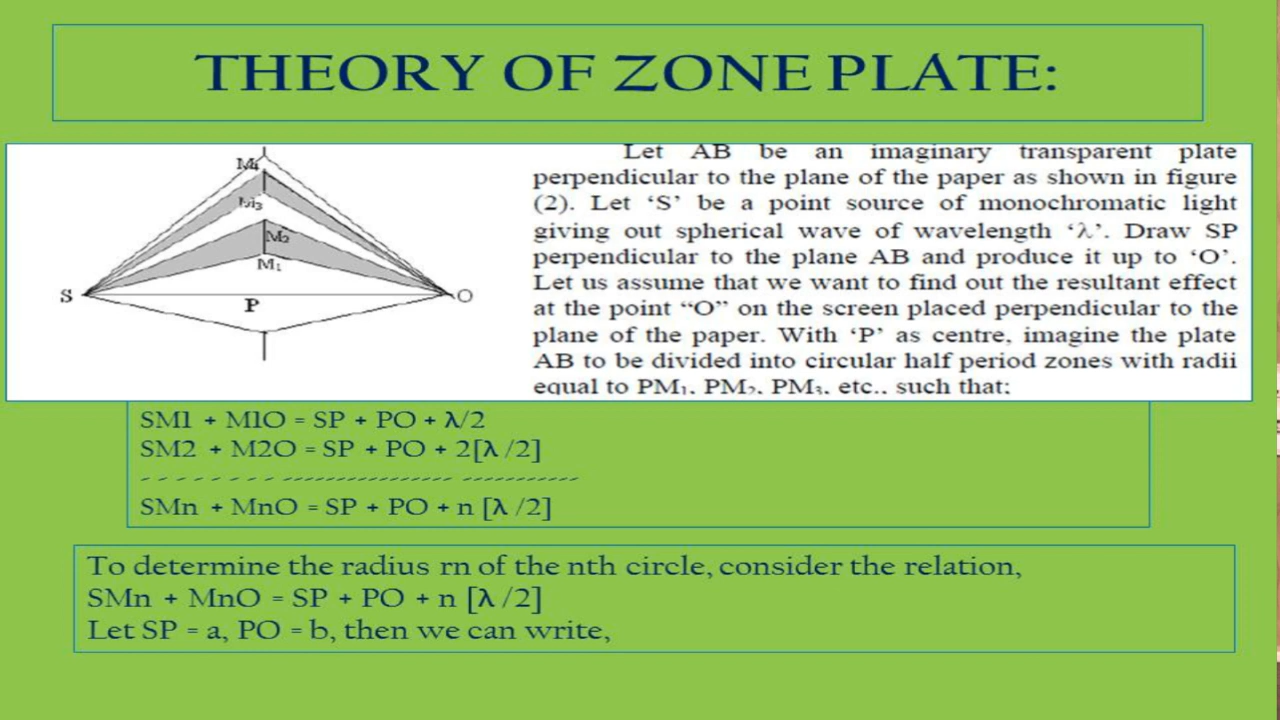 THEORY OF ZONE PLATE:
M4
M3
M2
M1
S
P
O
Let AB be an imaginary transparent plate
perpendicular to the plane of the paper as shown in figure
(2). Let ‘S’ be a point source of monochromatic light
giving out spherical wave of wavelength ‘λ’. Draw SP
perpendicular to the plane AB and produce it up to ‘O’.
Let us assume that we want to find out the resultant effect
at the point “O” on the screen placed perpendicular to the
plane of the paper. With ‘P’ as centre, imagine the plate
AB to be divided into circular half period zones with radii
equal to PM₁, PM₂, PM₃, etc., such that;
SM1 + M1O = SP + PO + λ/2
SM2 + M2O = SP + PO + 2[λ /2]
SMn + MnO = SP + PO + n [λ /2]
To determine the radius rn of the nth circle, consider the relation,
SMn + MnO = SP + PO + n [λ /2]
Let SP = a, PO = b, then we can write,